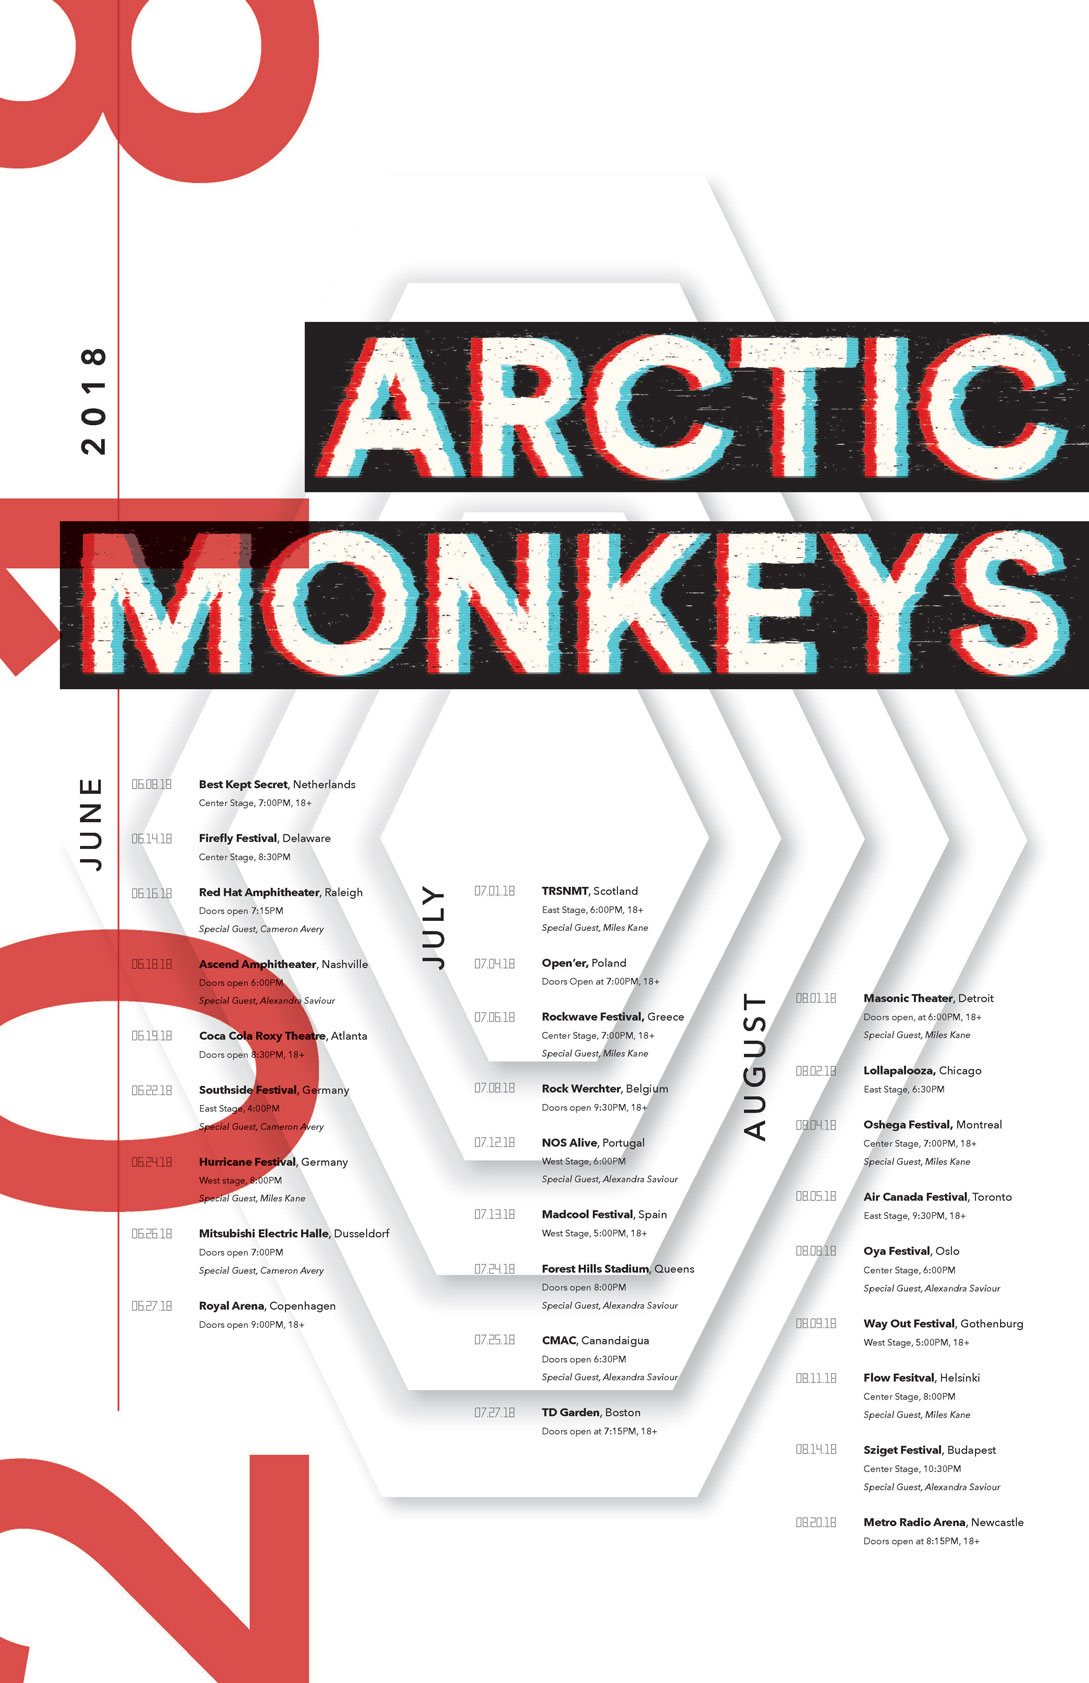 2018
2018
ARCTIC
MONKEYS
JUNE
06.08.18
Best Kept Secret, Netherlands
Center Stage, 7:00PM, 18+
06.14.18
Firefly Festival, Delaware
Center Stage, 8:30PM
06.16.18
Red Hat Amphitheater, Raleigh
Doors open 7:15PM
Special Guest, Cameron Avery
06.18.18
Ascend Amphitheater, Nashville
Doors open 6:00PM
Special Guest, Alexandra Saviour
06.19.18
Coca Cola Roxy Theatre, Atlanta
Doors open 8:30PM, 18+
06.22.18
Southside Festival, Germany
East Stage, 4:00PM
Special Guest, Cameron Avery
06.24.18
Hurricane Festival, Germany
West stage, 8:00PM
Special Guest, Miles Kane
06.26.18
Mitsubishi Electric Halle, Dusseldorf
Doors open 7:00PM
Special Guest, Cameron Avery
06.27.18
Royal Arena, Copenhagen
Doors open 9:00PM, 18+
JULY
07.01.18
TRSNMT, Scotland
East Stage, 6:00PM, 18+
Special Guest, Miles Kane
07.04.18
Open'er, Poland
Doors Open at 7:00PM, 18+
07.06.18
Rockwave Festival, Greece
Center Stage, 7:00PM, 18+
Special Guest, Miles Kane
07.08.18
Rock Werchter, Belgium
Doors open 9:30PM, 18+
07.12.18
NOS Alive, Portugal
West Stage, 6:00PM
Special Guest, Alexandra Saviour
07.13.18
Madcool Festival, Spain
West Stage, 5:00PM, 18+
07.24.18
Forest Hills Stadium, Queens
Doors open 8:00PM
Special Guest, Alexandra Saviour
07.25.18
CMAC, Canandaigua
Doors open 6:30PM
Special Guest, Alexandra Saviour
07.27.18
TD Garden, Boston
Doors open at 7:15PM, 18+
AUGUST
08.01.18
Masonic Theater, Detroit
Doors open, at 6:00PM, 18+
Special Guest, Miles Kane
08.02.18
Lollapalooza, Chicago
East Stage, 6:30PM
08.04.18
Oshega Festival, Montreal
Center Stage, 7:00PM, 18+
Special Guest, Miles Kane
08.05.18
Air Canada Festival, Toronto
East Stage, 9:30PM, 18+
08.08.18
Oya Festival, Oslo
Center Stage, 6:00PM
Special Guest, Alexandra Saviour
08.09.18
Way Out Festival, Gothenburg
West Stage, 5:00PM, 18+
08.11.18
Flow Fesitval, Helsinki
Center Stage, 8:00PM
Special Guest, Miles Kane
08.14.18
Sziget Festival, Budapest
Center Stage, 10:30PM
Special Guest, Alexandra Saviour
08.20.18
Metro Radio Arena, Newcastle
Doors open at 8:15PM, 18+